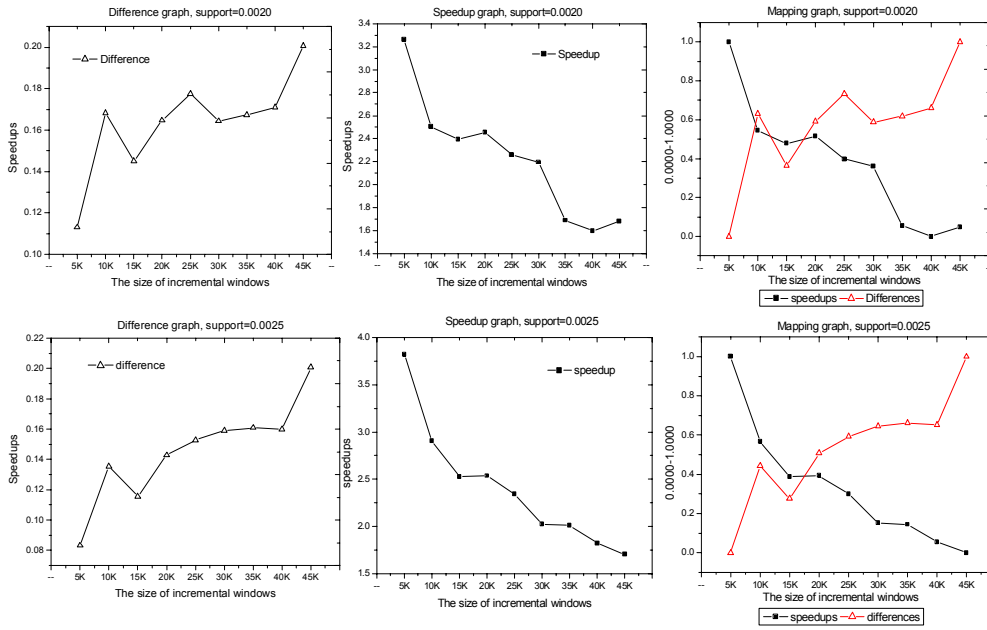 Difference graph, support=0.0020
Speedups
0.20
0.18
0.16
0.14
0.12
0.10
Difference
-- 5K 10K 15K 20K 25K 30K 35K 40K 45K
The size of incremental windows
Speedup graph, support=0.0020
Speedups
3.4
3.2
3.0
2.8
2.6
2.4
2.2
2.0
1.8
1.6
1.4
Speedup
-- 5K 10K 15K 20K 25K 30K 35K 40K 45K --
The size of incremental windows
Mapping graph, support=0.0020
0.0000-1.0000
1.0
0.8
0.6
0.4
0.2
0.0
-- 5K 10K 15K 20K 25K 30K 35K 40K 45K --
The size of incremental windows
speedups Differences
Difference graph, support=0.0025
Speedups
0.22
0.20
0.18
0.16
0.14
0.12
0.10
0.08
difference
-- 5K 10K 15K 20K 25K 30K 35K 40K 45K
The size of incremental windows
Speedup graph, support=0.0025
speedups
4.0
3.5
3.0
2.5
2.0
1.5
speedup
-- 5K 10K 15K 20K 25K 30K 35K 40K 45K --
The size of incremental windows
Mapping graph, support=0.0025
0.0000-1.0000
1.0
0.8
0.6
0.4
0.2
0.0
-- 5K 10K 15K 20K 25K 30K 35K 40K 45K
The size of incremental windows
speedups differences